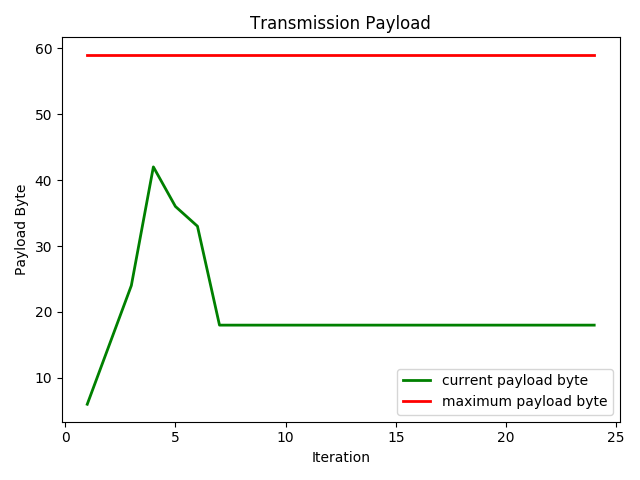 Transmission Payload
Payload Byte
60
50
40
30
20
10
current payload byte
maximum payload byte
0 5 10 15 20 25
Iteration